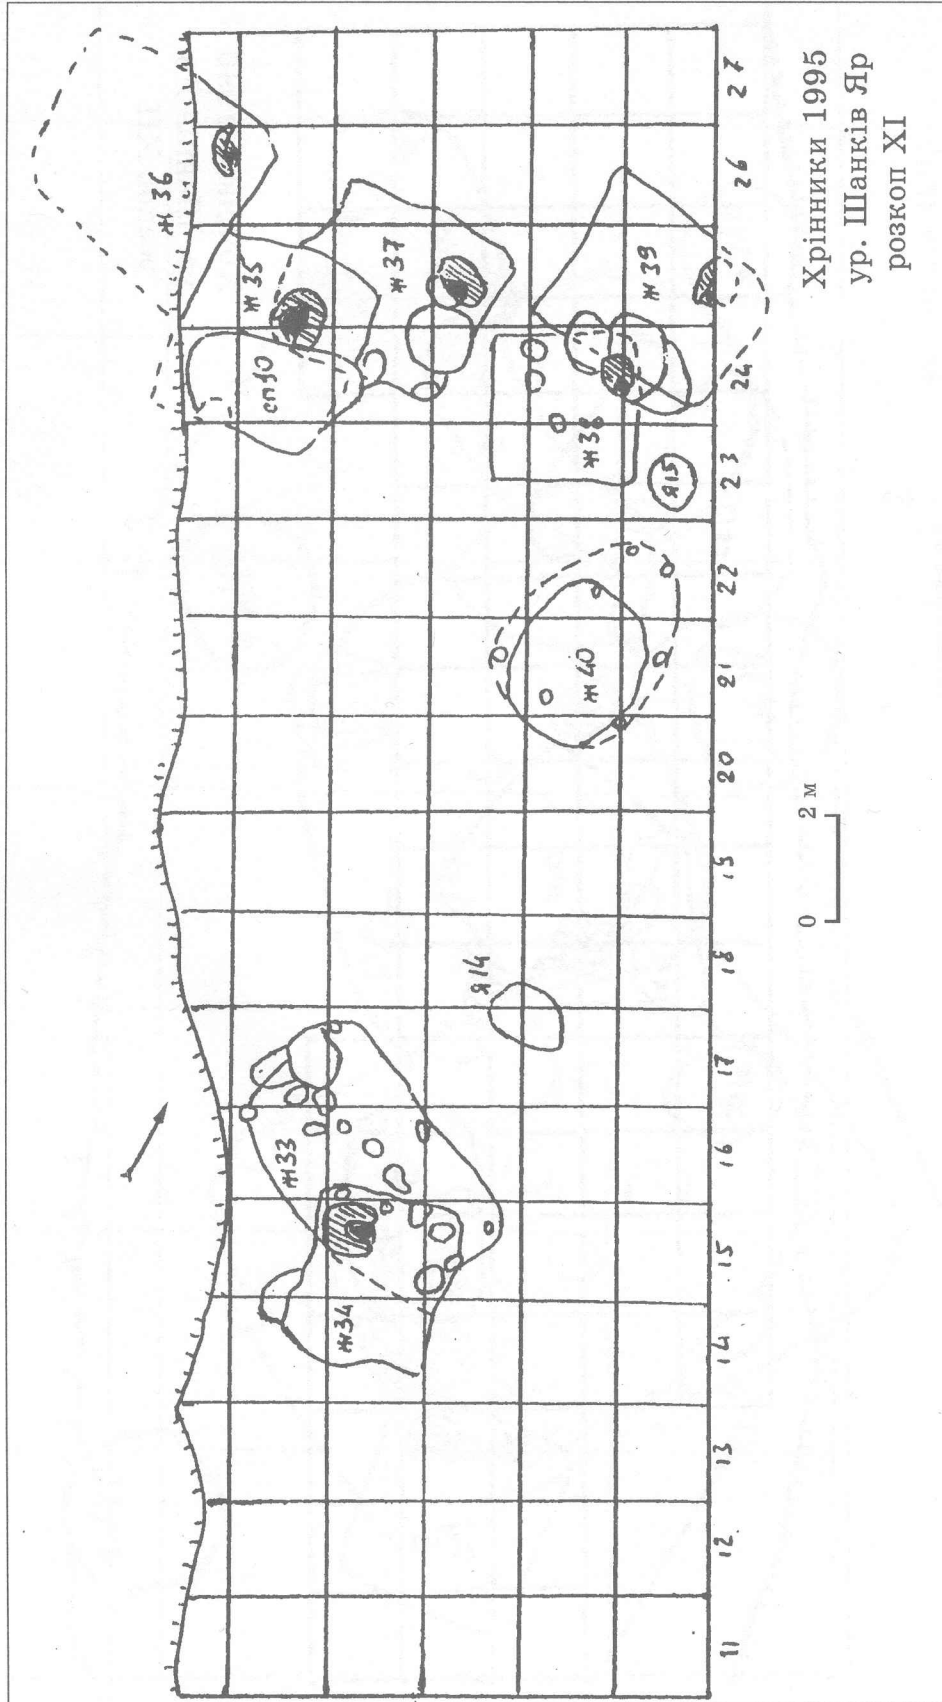 Хрінники 1995
ур. Шанків Яр
розкоп XI
0 2 м
ж 36
ж 35
ж 37
сп 10
ж 39
ж 38
я 15
ж 40
я 14
ж 33
ж 34
11 12 13 14 15 16 17 18 19 20 21 22 23 24 26 27